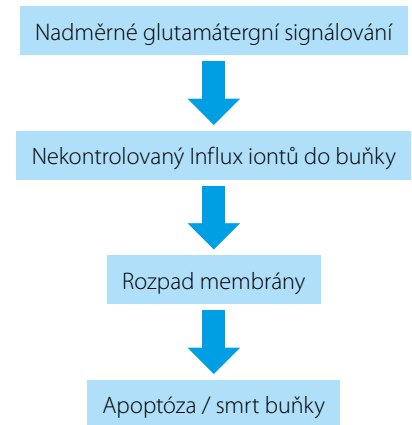 Nadměrné glutamátergní signálování
Nekontrolovaný Influx iontů do buňky
Rozpad membrány
Apoptóza / smrt buňky